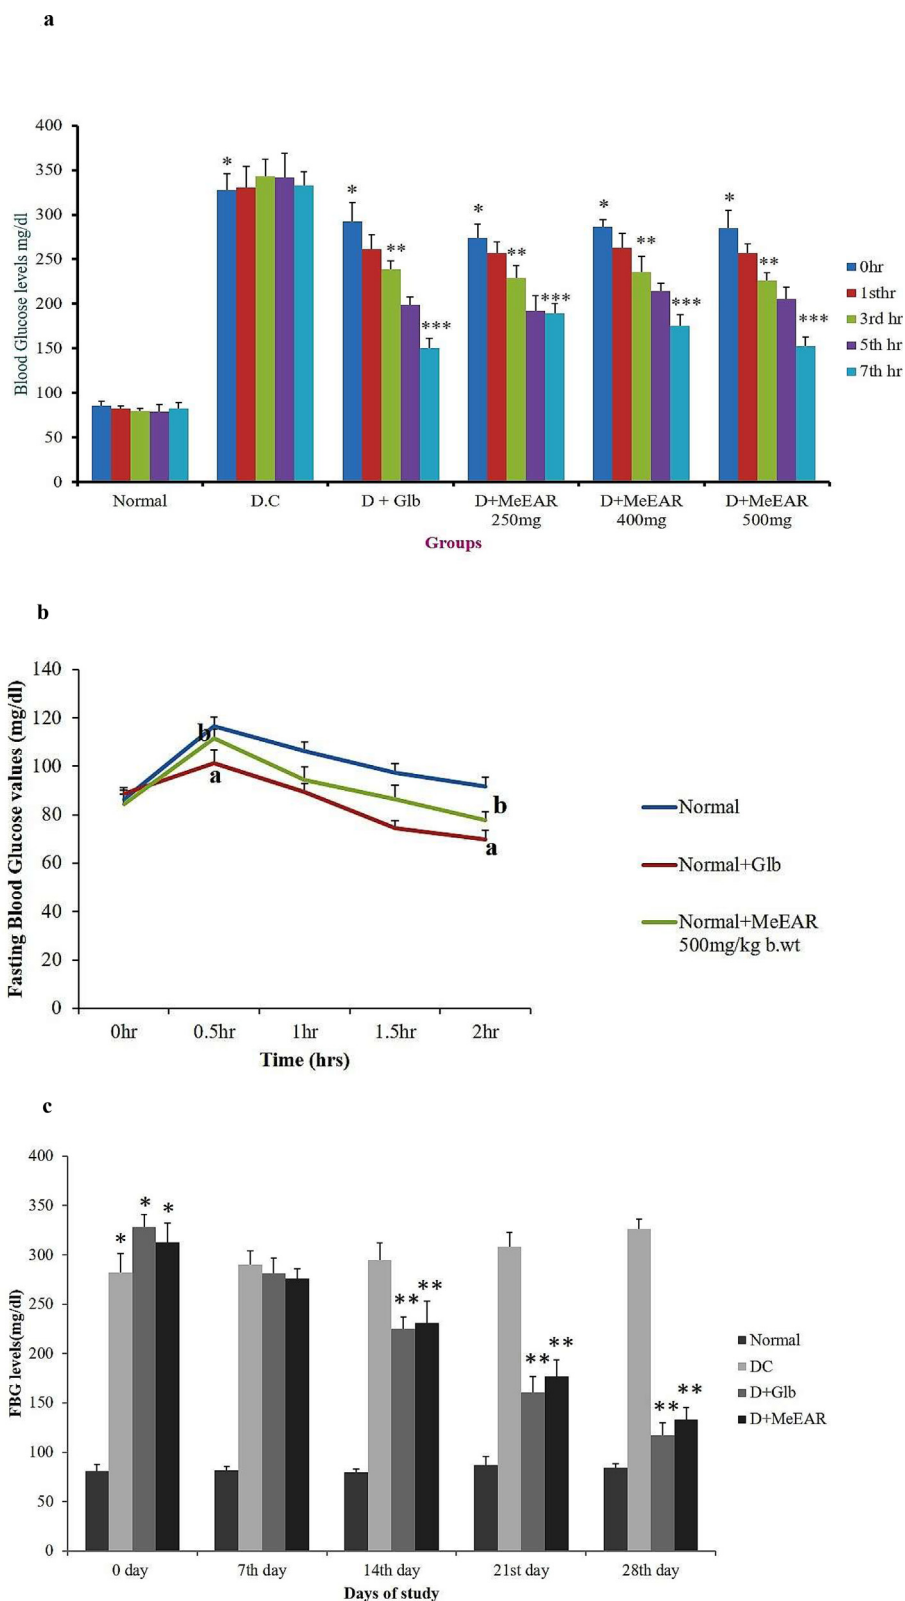 a
400
350
300
250
200
150
100
50
0
Blood Glucose levels mg/dl
*
*
**
***
*
**
***
*
**
***
*
**
***
0hr
1sthr
3rd hr
5th hr
7th hr
Normal D.C D + Glb D+MeEAR D+MeEAR D+MeEAR
250mg 400mg 500mg
Groups
b
140
120
100
80
60
40
20
0
Fasting Blood Glucose values (mg/dl)
b
a
b
a
Normal
Normal+Glb
Normal+MeEAR
500mg/kg b.wt
0hr 0.5hr 1hr 1.5hr 2hr
Time (hrs)
c
400
350
300
250
200
150
100
50
0
FBG levels(mg/dl)
*
*
*
**
**
**
**
**
**
Normal
DC
D+Glb
D+MeEAR
0 day 7th day 14th day 21st day 28th day
Days of study